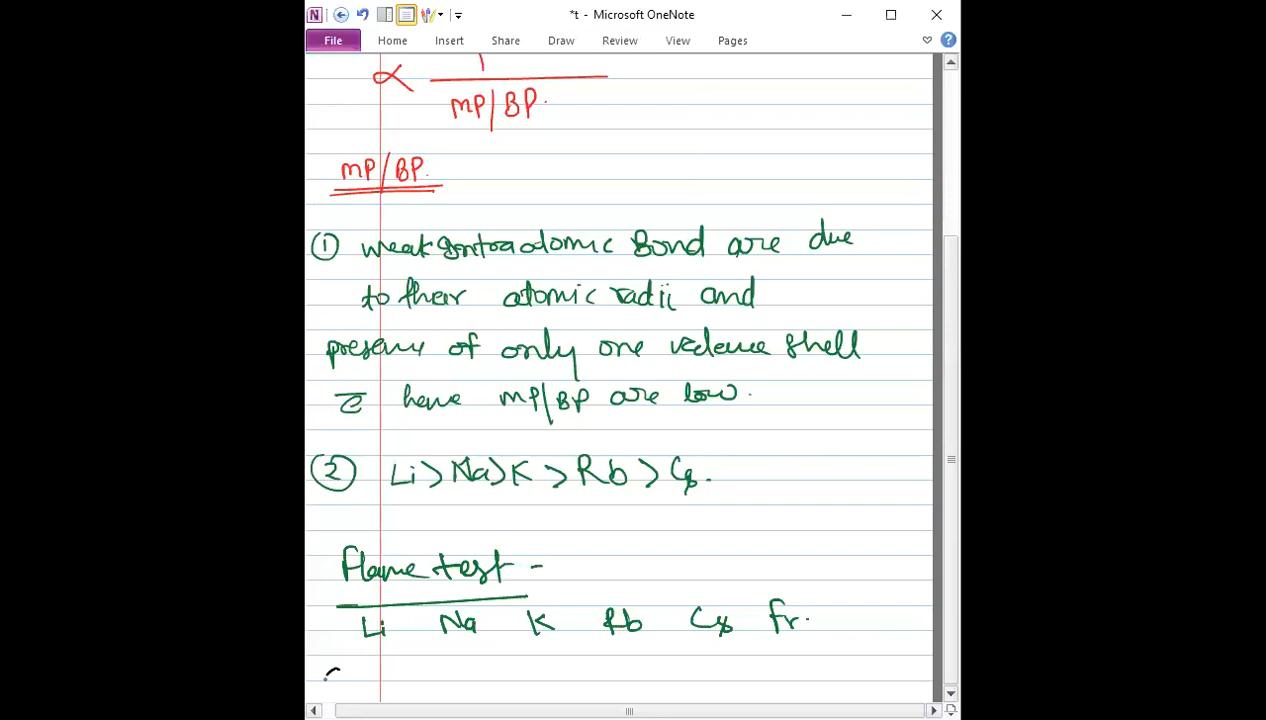 *t - Microsoft OneNote
File Home Insert Share Draw Review View Pages
∝ 1
MP/BP.
MP/BP.
① weak Intraatomic Bond are due
to their atomic radii and
presence of only one valence shell
e̅ hence MP/BP are low.
② Li > Na > K > Rb > Cs.
Flame test -
Li Na K Rb Cs Fr.